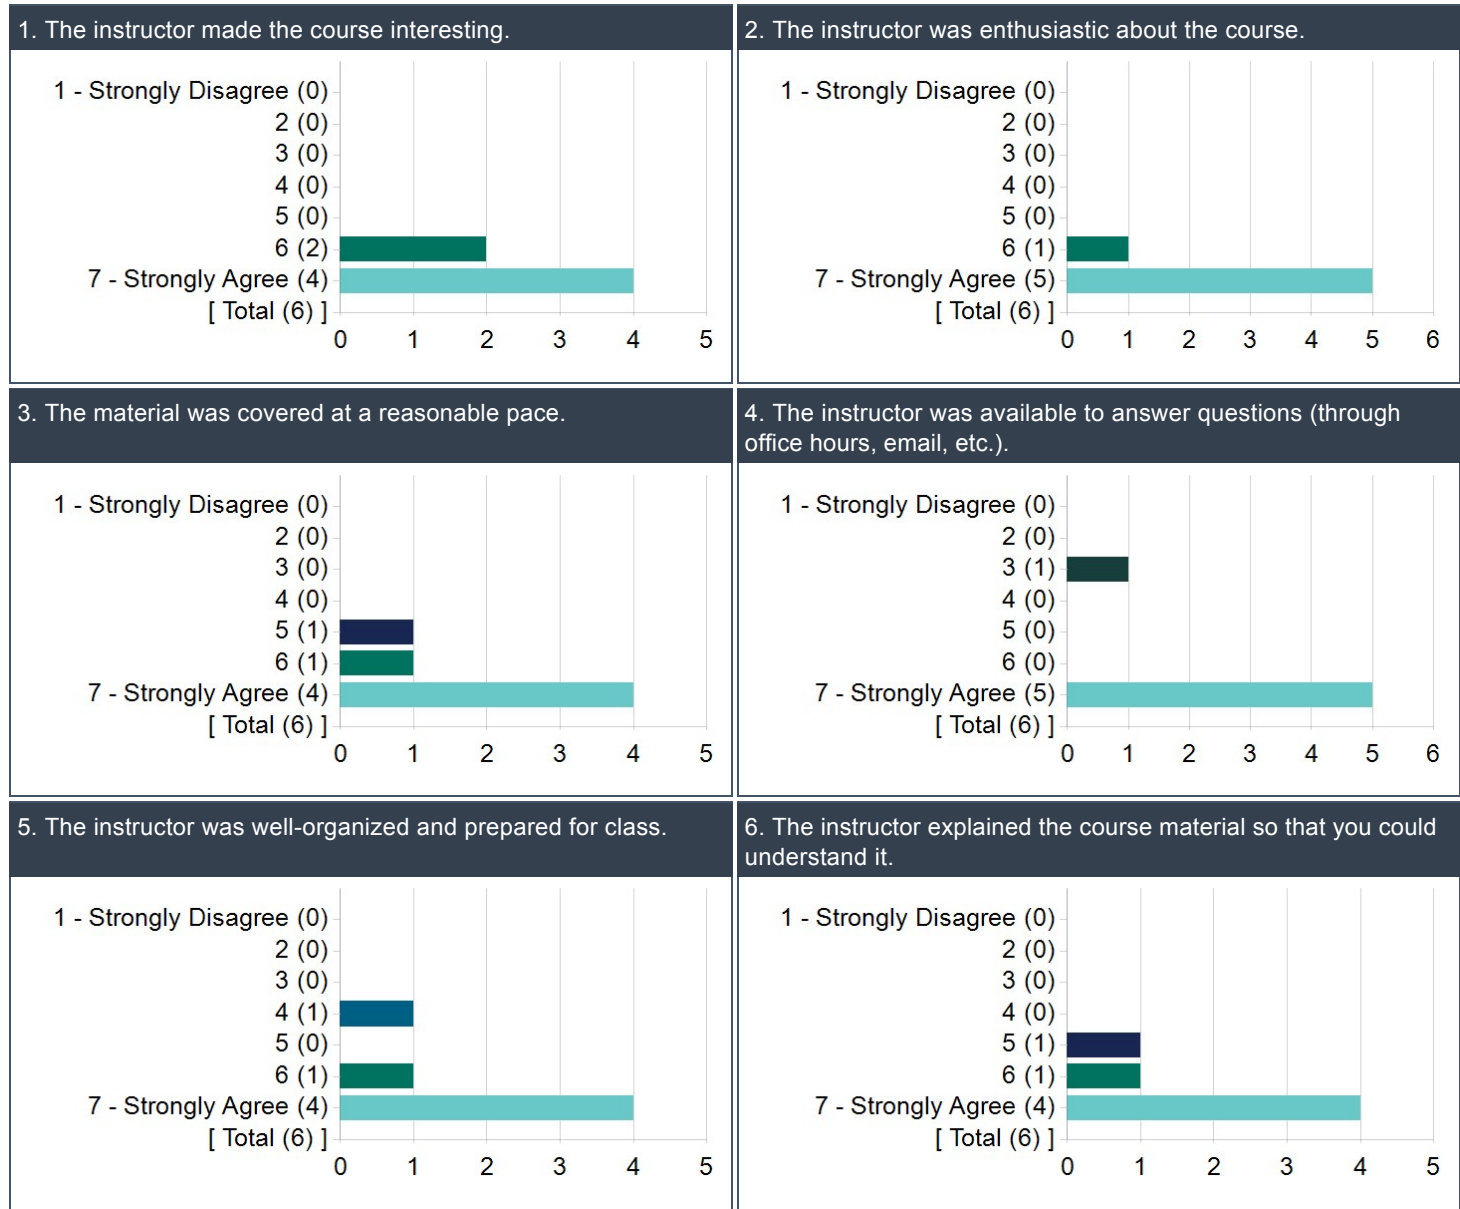 1. The instructor made the course interesting.
1 - Strongly Disagree (0)
2 (0)
3 (0)
4 (0)
5 (0)
6 (2)
7 - Strongly Agree (4)
[ Total (6) ]
0 1 2 3 4 5
2. The instructor was enthusiastic about the course.
1 - Strongly Disagree (0)
2 (0)
3 (0)
4 (0)
5 (0)
6 (1)
7 - Strongly Agree (5)
[ Total (6) ]
0 1 2 3 4 5 6
3. The material was covered at a reasonable pace.
1 - Strongly Disagree (0)
2 (0)
3 (0)
4 (0)
5 (1)
6 (1)
7 - Strongly Agree (4)
[ Total (6) ]
0 1 2 3 4 5
4. The instructor was available to answer questions (through
office hours, email, etc.).
1 - Strongly Disagree (0)
2 (0)
3 (1)
4 (0)
5 (0)
6 (0)
7 - Strongly Agree (5)
[ Total (6) ]
0 1 2 3 4 5 6
5. The instructor was well-organized and prepared for class.
1 - Strongly Disagree (0)
2 (0)
3 (0)
4 (1)
5 (0)
6 (1)
7 - Strongly Agree (4)
[ Total (6) ]
0 1 2 3 4 5
6. The instructor explained the course material so that you could
understand it.
1 - Strongly Disagree (0)
2 (0)
3 (0)
4 (0)
5 (1)
6 (1)
7 - Strongly Agree (4)
[ Total (6) ]
0 1 2 3 4 5